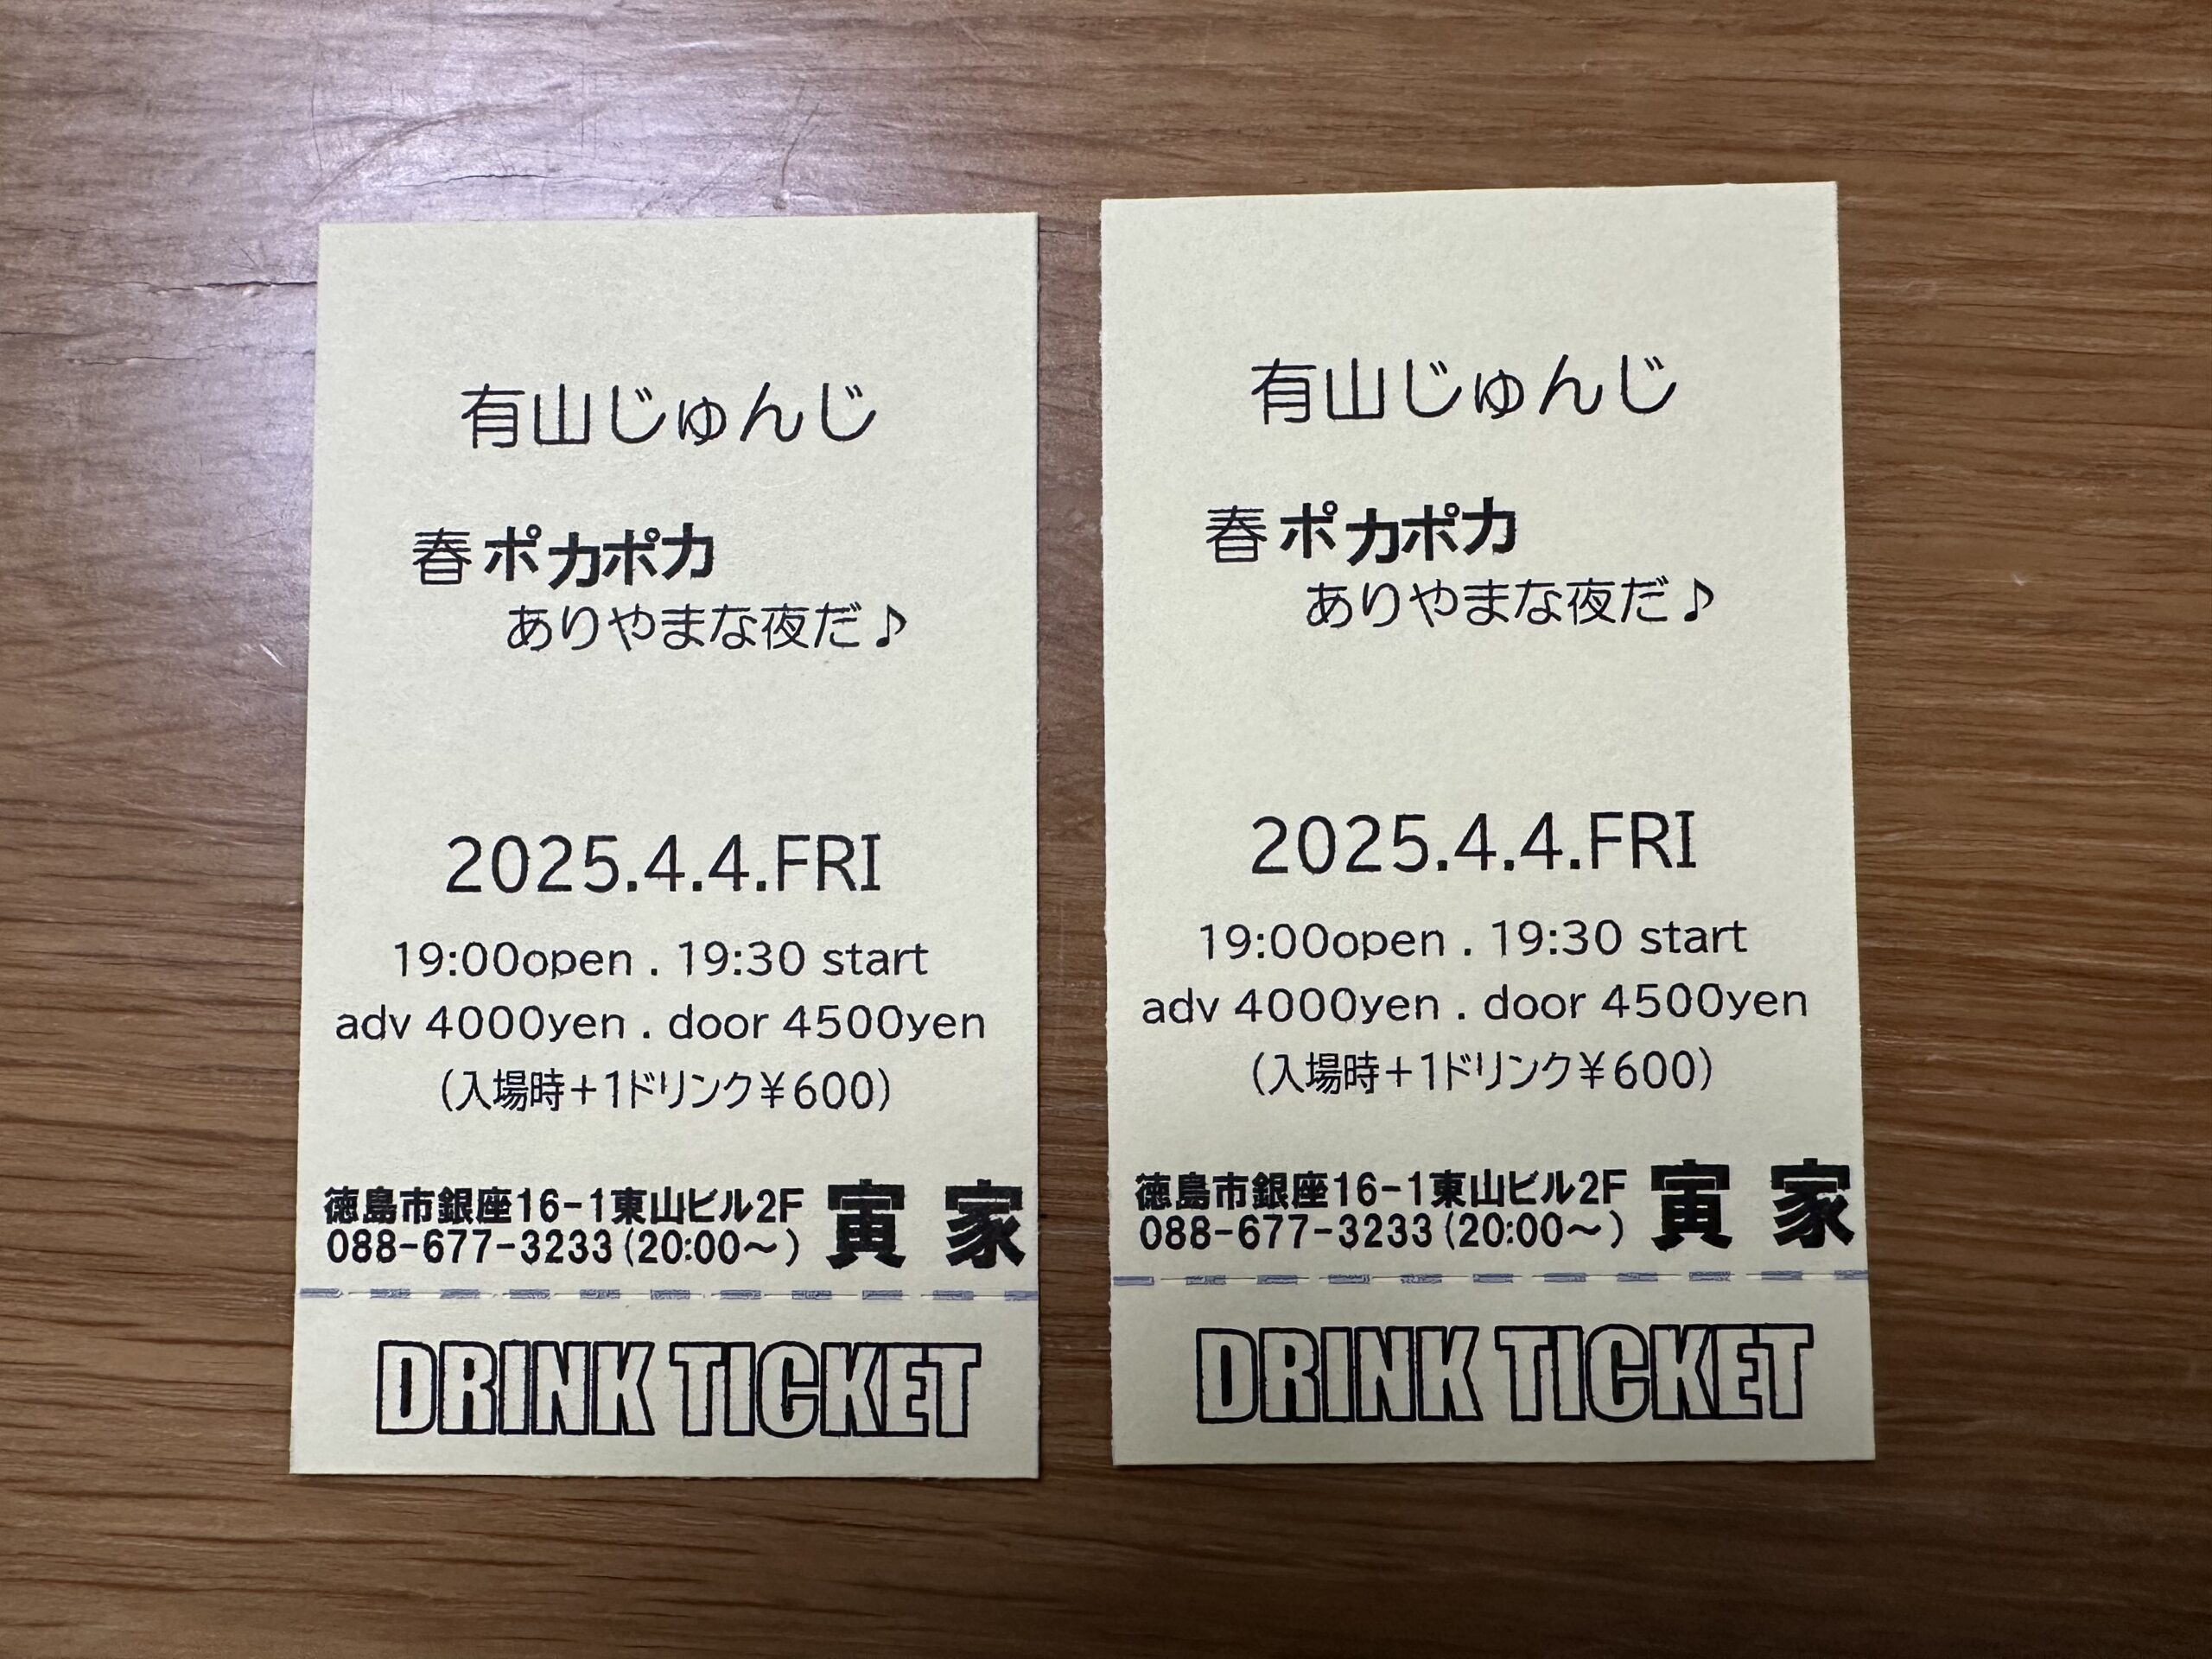 有山じゅんじ
春ポカポカ
ありやまな夜だ♪
2025.4.4.FRI
19:00open . 19:30 start
adv 4000yen . door 4500yen
(入場時+1ドリンク¥600)
徳島市銀座16-1東山ビル2F
088-677-3233(20:00～)
寅 家
DRINK TICKET
有山じゅんじ
春ポカポカ
ありやまな夜だ♪
2025.4.4.FRI
19:00open . 19:30 start
adv 4000yen . door 4500yen
(入場時+1ドリンク¥600)
徳島市銀座16-1東山ビル2F
088-677-3233(20:00～)
寅 家
DRINK TICKET